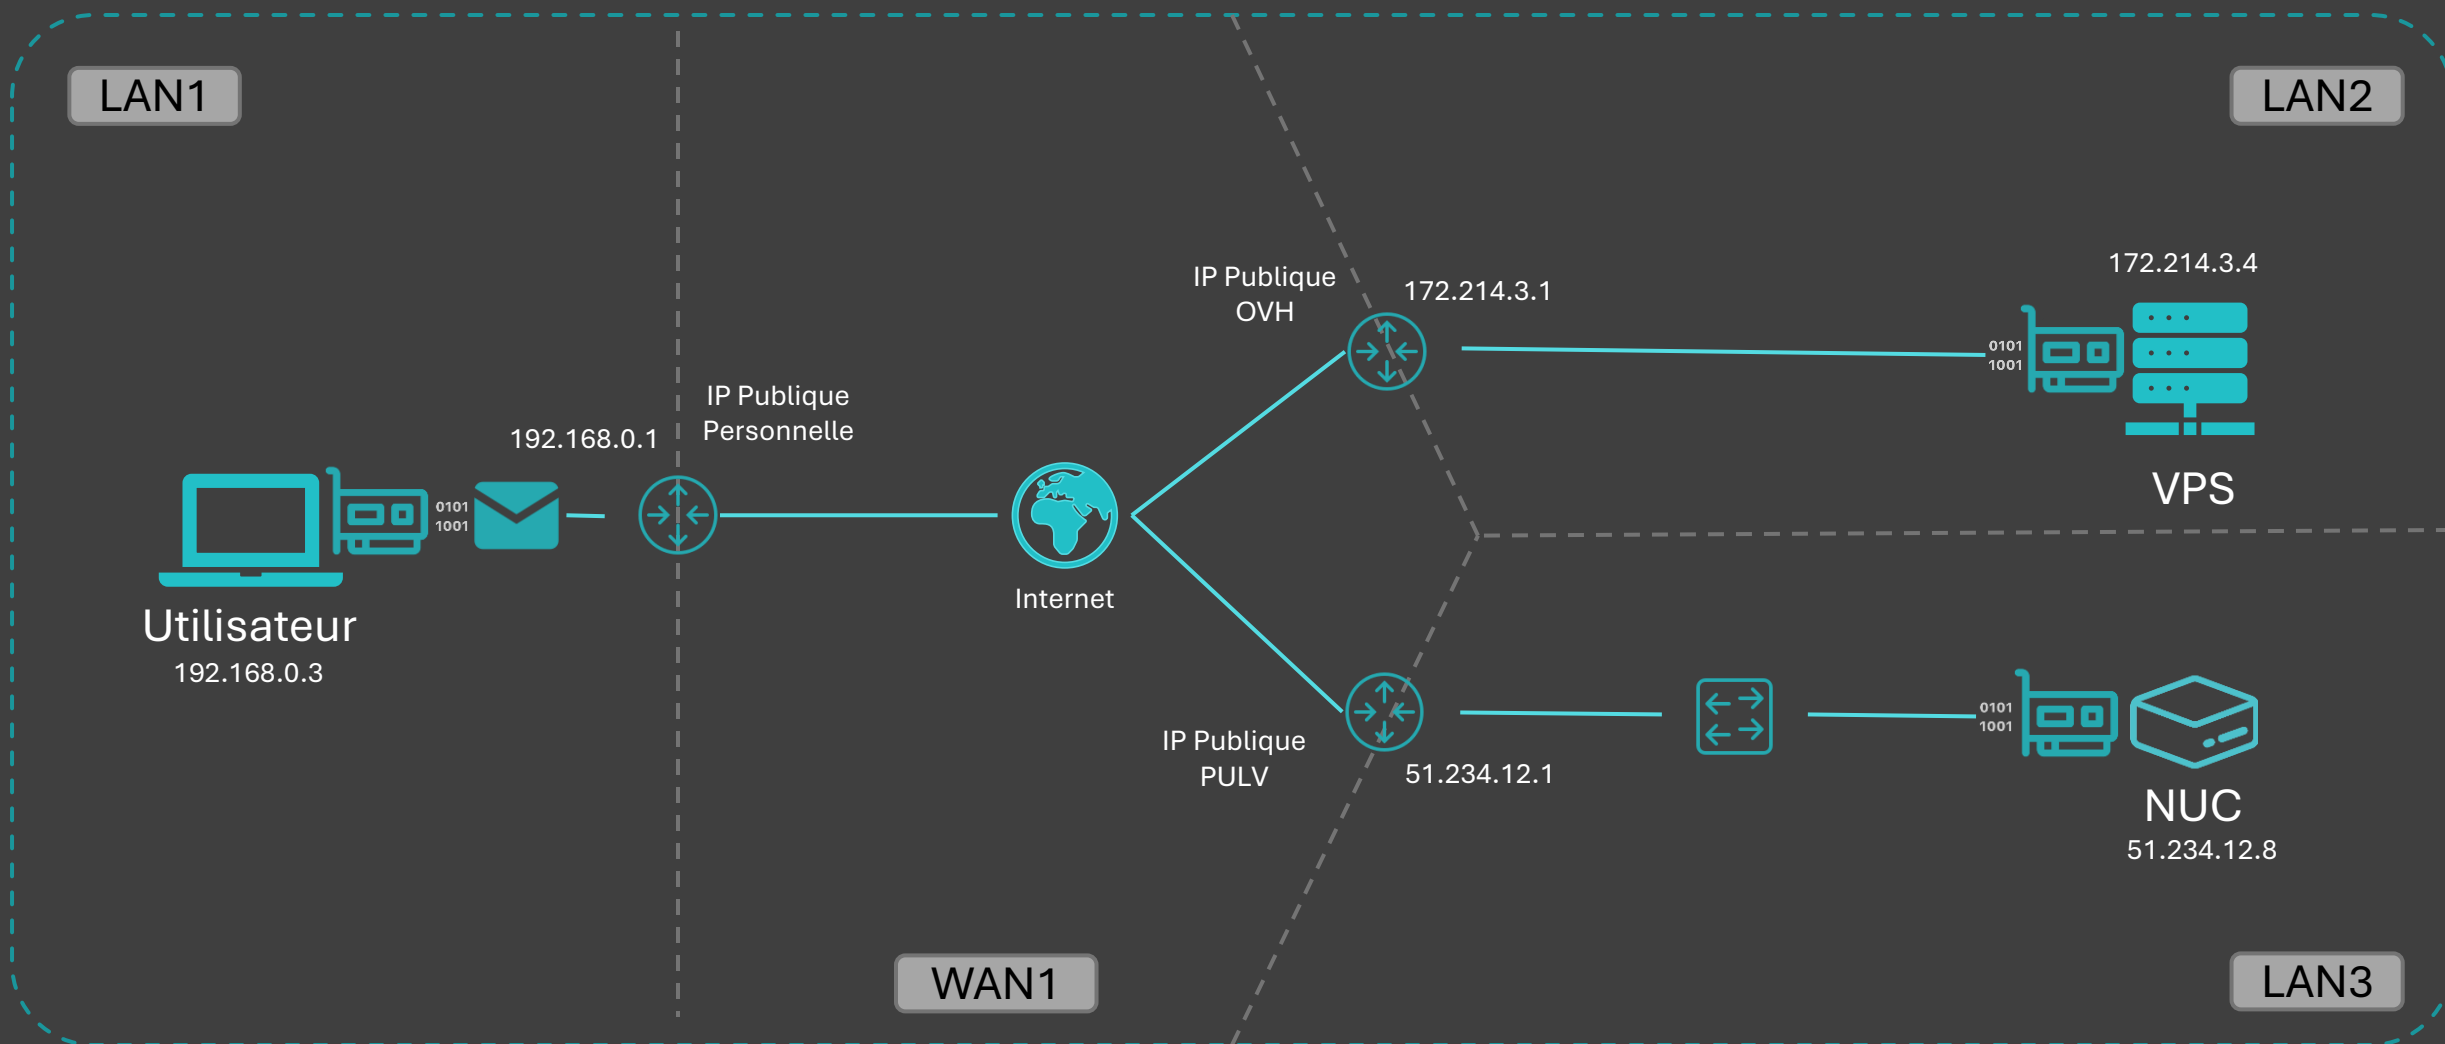 LAN1
LAN2
172.214.3.4
IP Publique
OVH
172.214.3.1
0101
1001
VPS
IP Publique
Personnelle
192.168.0.1
0101
1001
Utilisateur
192.168.0.3
Internet
IP Publique
PULV
51.234.12.1
0101
1001
NUC
51.234.12.8
WAN1
LAN3